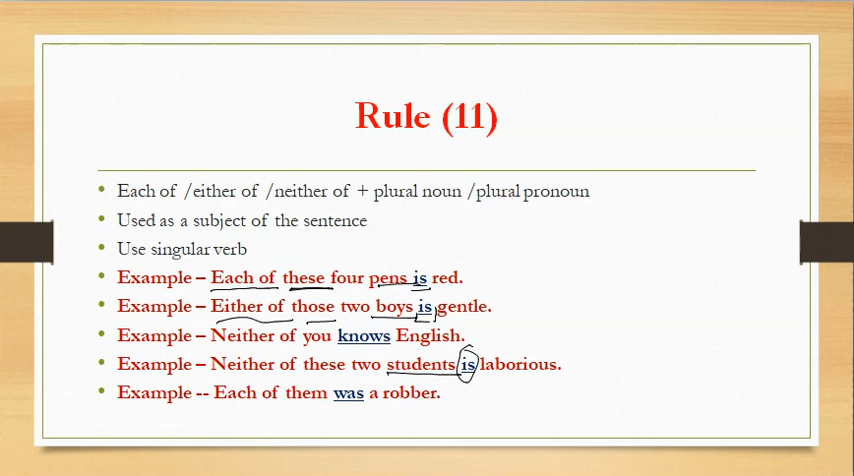 Rule (11)
• Each of /either of /neither of + plural noun /plural pronoun
• Used as a subject of the sentence
• Use singular verb
• Example – Each of these four pens is red.
• Example – Either of those two boys is gentle.
• Example – Neither of you knows English.
• Example – Neither of these two students is laborious.
• Example -- Each of them was a robber.